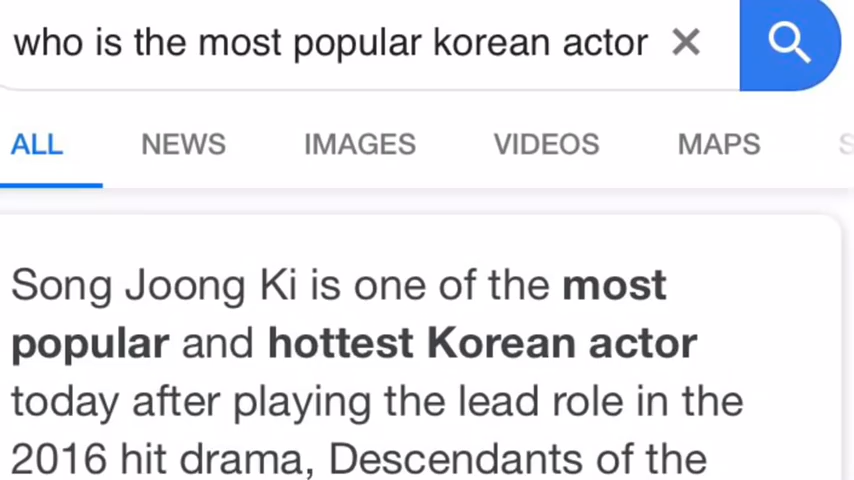 who is the most popular korean actor
ALL NEWS IMAGES VIDEOS MAPS
Song Joong Ki is one of the most
popular and hottest Korean actor
today after playing the lead role in the
2016 hit drama, Descendants of the